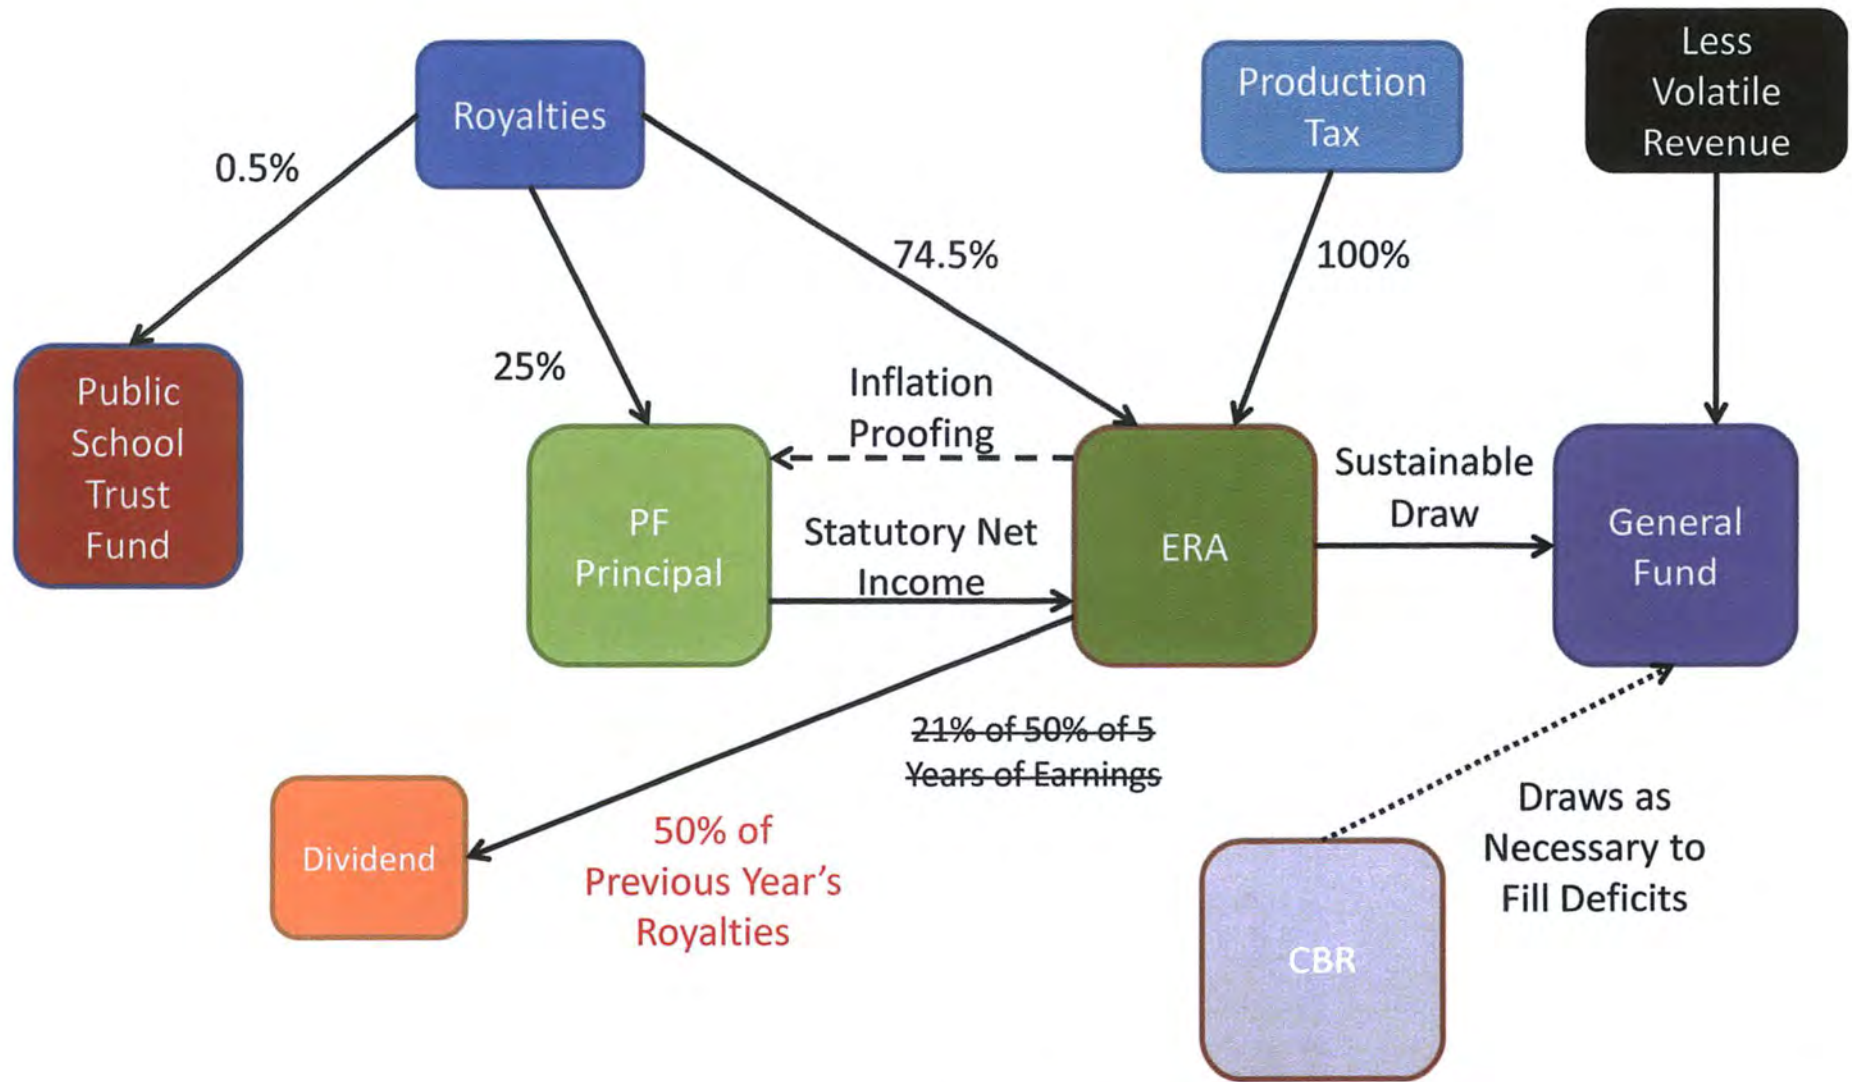 Royalties
Production
Tax
Less
Volatile
Revenue
0.5%
74.5%
100%
25%
Public
School
Trust
Fund
Inflation
Proofing
PF
Principal
Statutory Net
Income
ERA
Sustainable
Draw
General
Fund
21% of 50% of 5
Years of Earnings
Dividend
50% of
Previous Year's
Royalties
Draws as
Necessary to
Fill Deficits
CBR